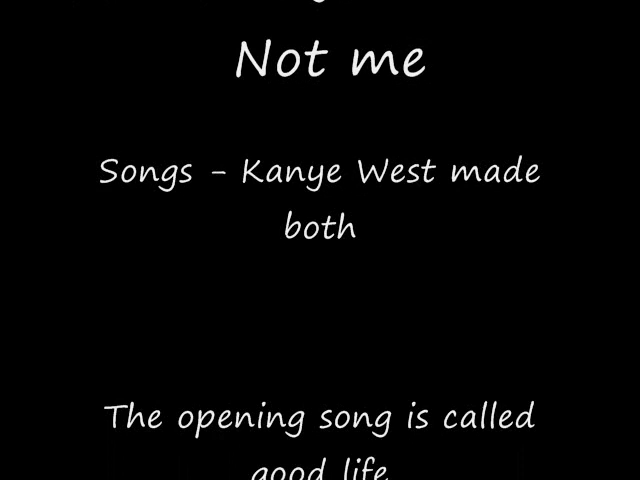 Not me
Songs - Kanye West made
both
The opening song is called
good life